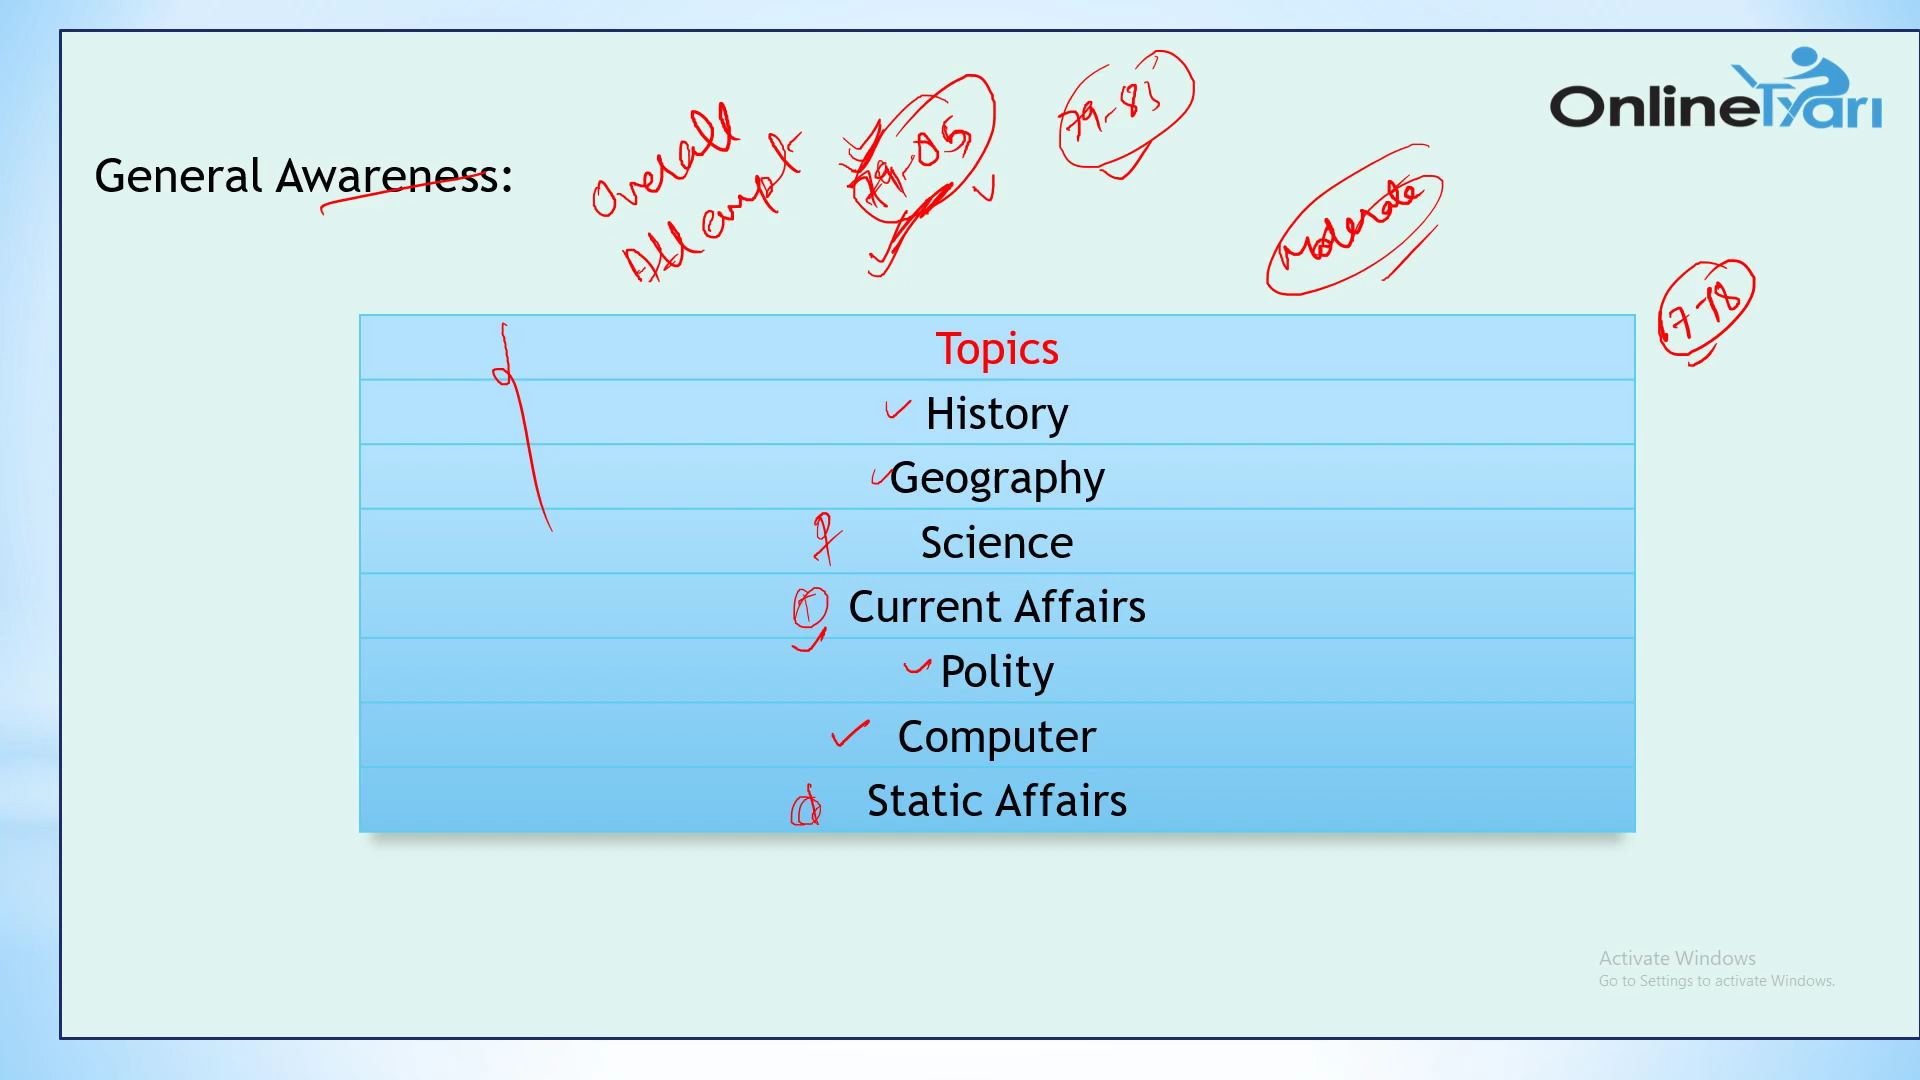 OnlineTyari
79-83
General Awareness:
Overall
Attempt
79-85
Moderate
17-18
Topics
History
Geography
Science
Current Affairs
Polity
Computer
Static Affairs
Activate Windows
Go to Settings to activate Windows.